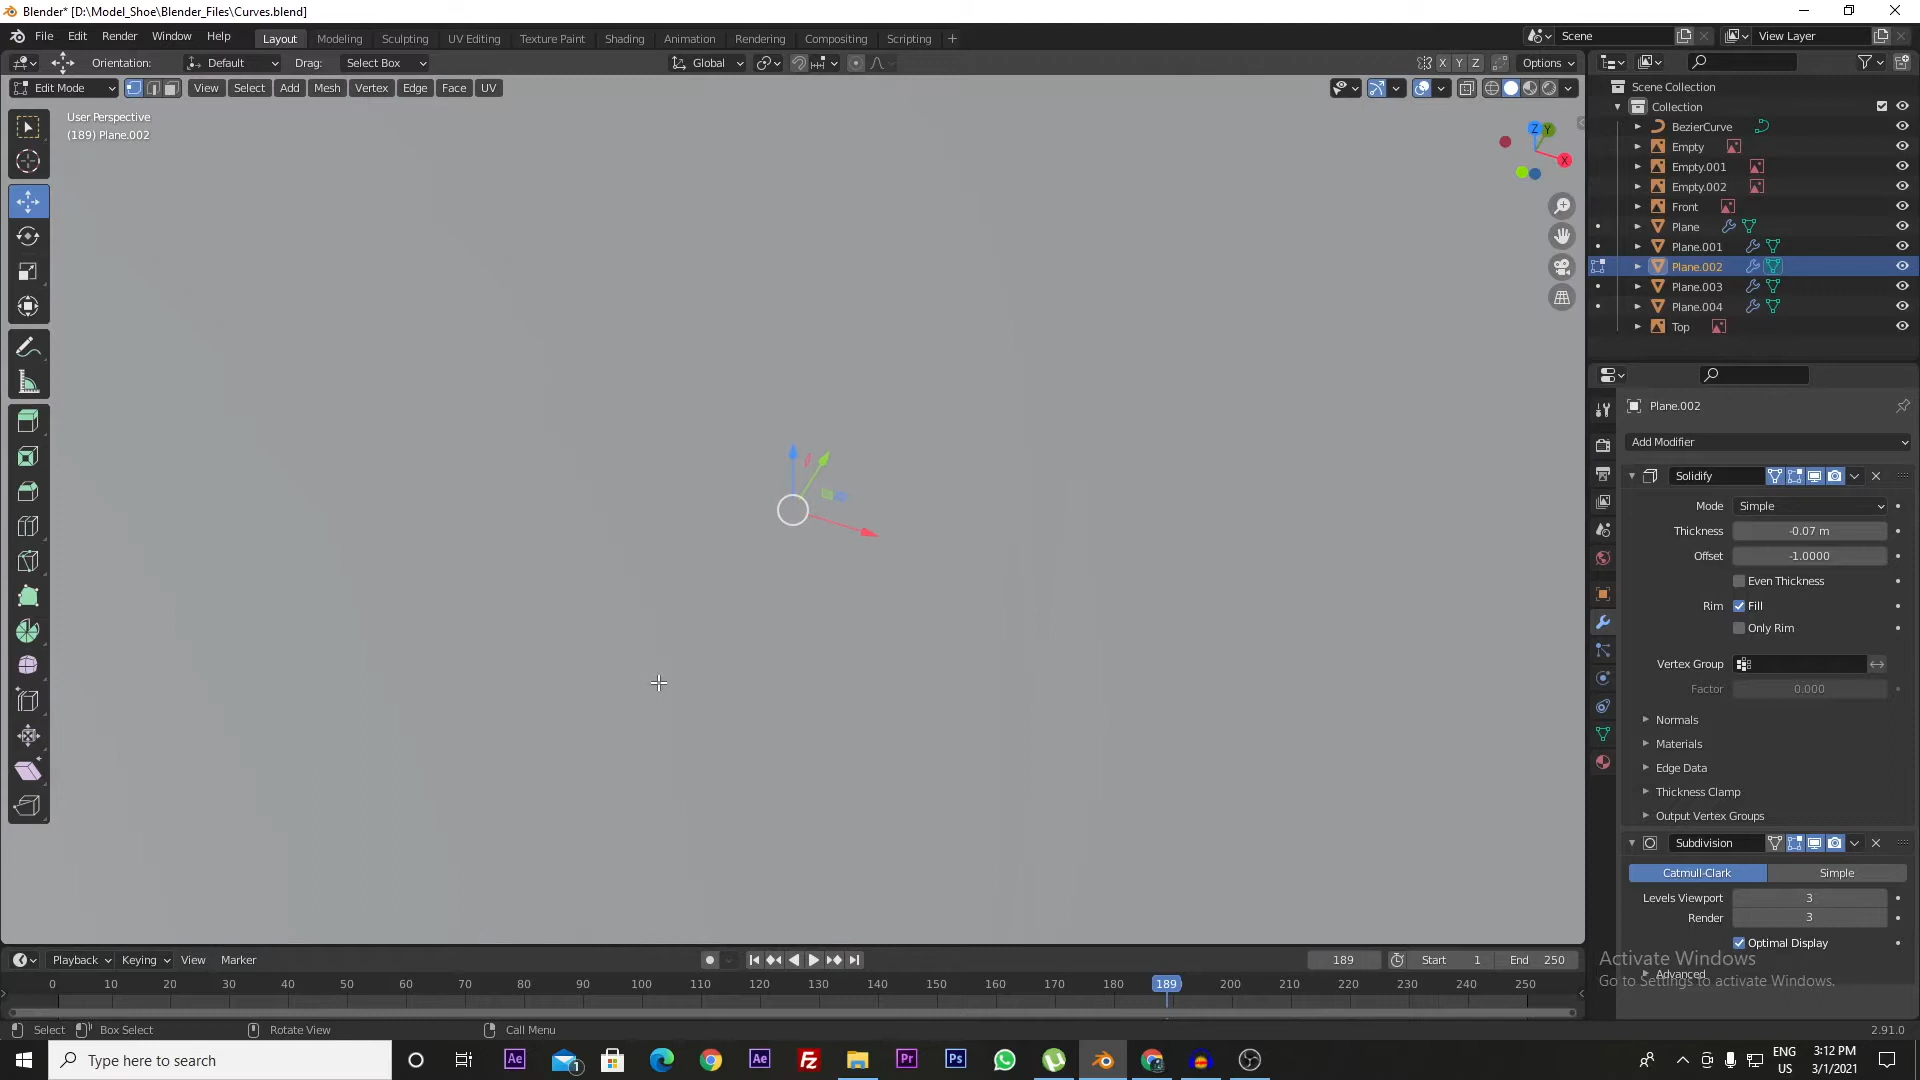 Blender* [D:\Model_Shoe\Blender_Files\Curves.blend]
File Edit Render Window Help Layout Modeling Sculpting UV Editing Texture Paint Shading Animation Rendering Compositing Scripting + Scene View Layer
Orientation: Default Drag: Select Box Global X Y Z Options
Edit Mode View Select Add Mesh Vertex Edge Face UV
User Perspective
(189) Plane.002
Z Y
X
Scene Collection
Collection
BezierCurve
Empty
Empty.001
Empty.002
Front
Plane
Plane.001
Plane.002
Plane.003
Plane.004
Top
Plane.002
Add Modifier
Solidify
Mode Simple
Thickness -0.07 m
Offset -1.0000
Even Thickness
Rim Fill
Only Rim
Vertex Group
Factor 0.000
Normals
Materials
Edge Data
Thickness Clamp
Output Vertex Groups
Subdivision
Catmull-Clark Simple
Levels Viewport 3
Render 3
Optimal Display
Advanced
Activate Windows
Go to Settings to activate Windows.
Playback Keying View Marker 189 Start 1 End 250
0 10 20 30 40 50 60 70 80 90 100 110 120 130 140 150 160 170 180 189 200 210 220 230 240 250
Select Box Select Rotate View Call Menu 2.91.0
Type here to search
Ae 1 Ae Fz Pr Ps
ENG
US
3:12 PM
3/1/2021